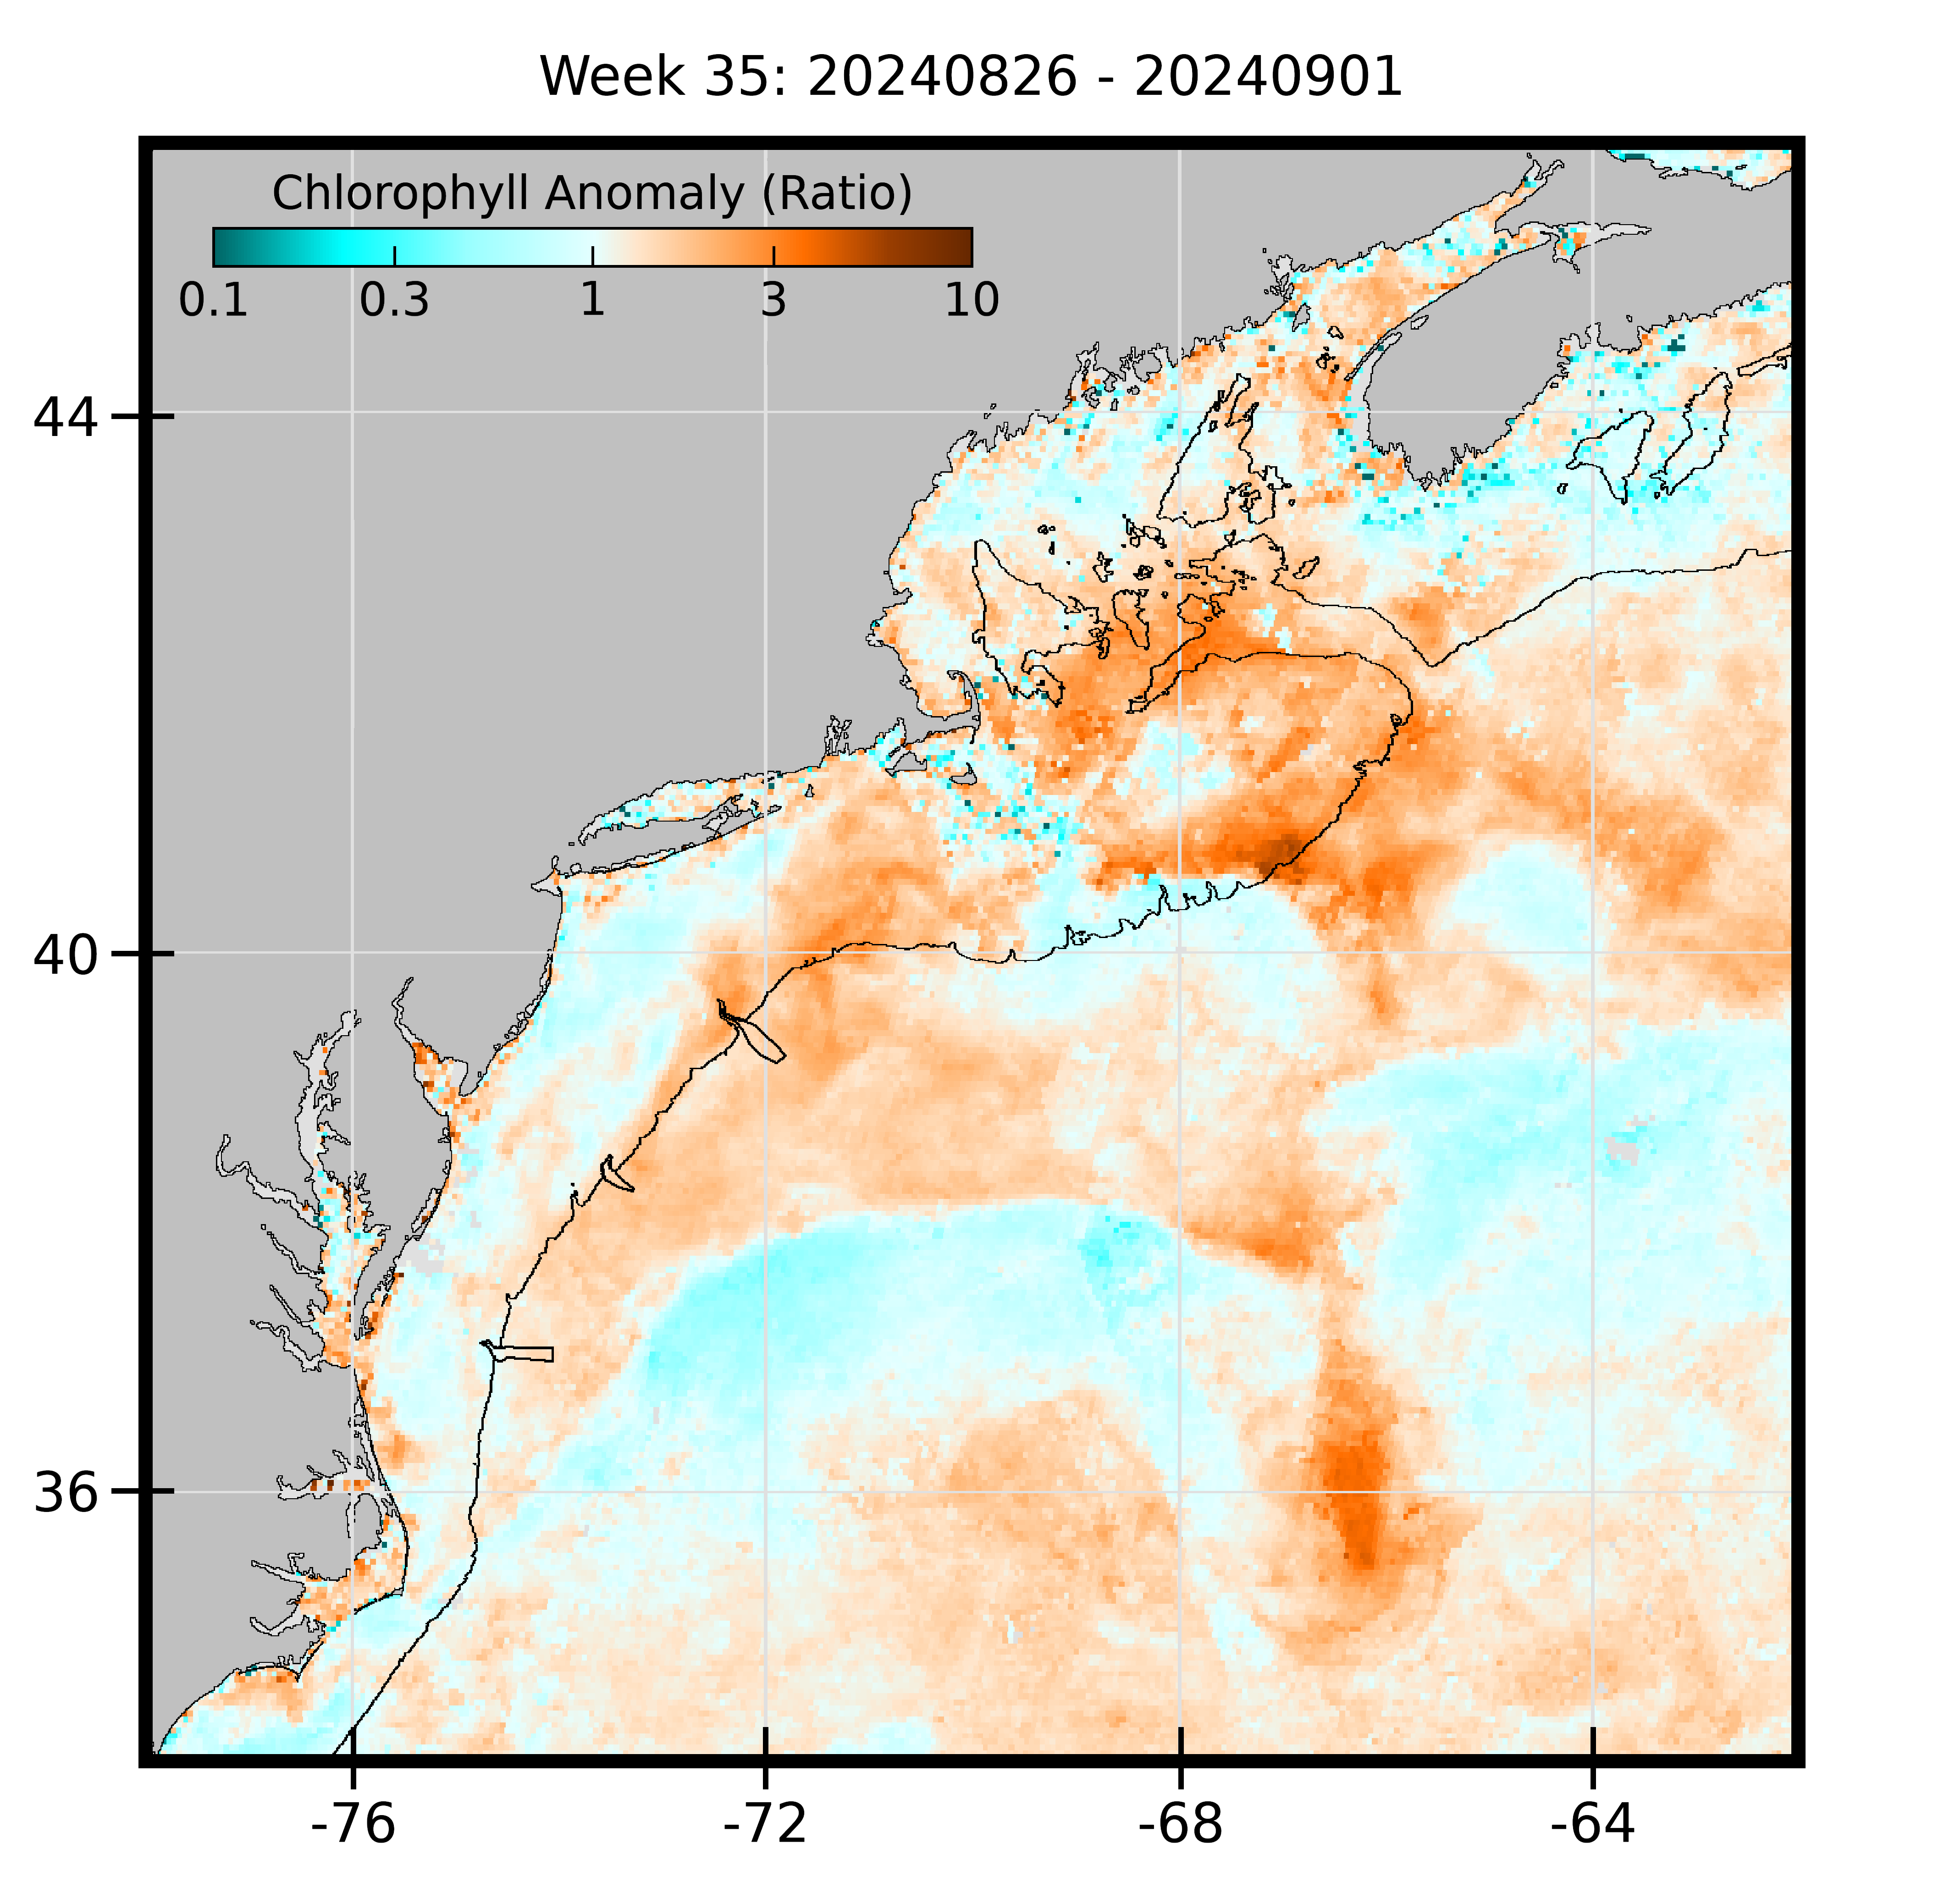 Week 35: 20240826 - 20240901
Chlorophyll Anomaly (Ratio)
0.1 0.3 1 3 10
44
40
36
-76 -72 -68 -64